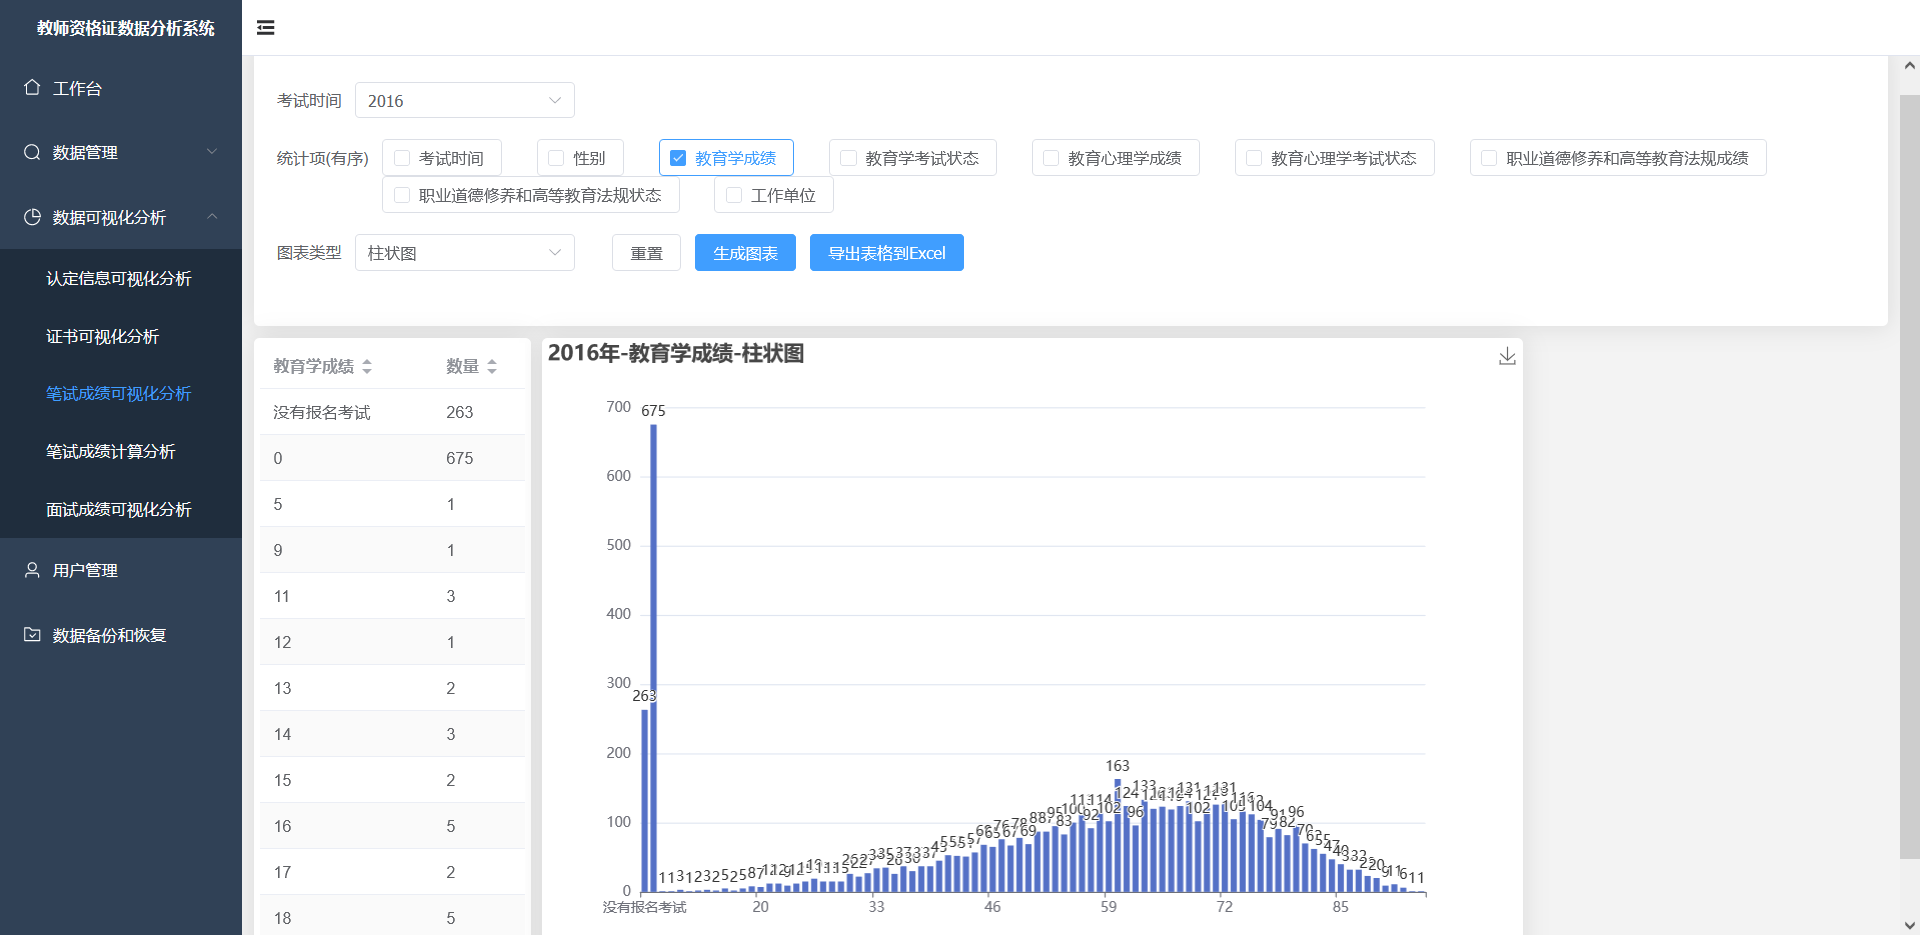 教师资格证数据分析系统
工作台
数据管理
数据可视化分析
认定信息可视化分析
证书可视化分析
笔试成绩可视化分析
笔试成绩计算分析
面试成绩可视化分析
用户管理
数据备份和恢复
考试时间 2016
统计项(有序) 考试时间 性别 教育学成绩 教育学考试状态 教育心理学成绩 教育心理学考试状态 职业道德修养和高等教育法规成绩
职业道德修养和高等教育法规状态 工作单位
图表类型 柱状图 重置 生成图表 导出表格到Excel
教育学成绩 数量
没有报名考试 263
0 675
5 1
9 1
11 3
12 1
13 2
14 3
15 2
16 5
17 2
18 5
2016年-教育学成绩-柱状图
700
600
500
400
300
200
100
0
675
263
163
没有报名考试 20 33 46 59 72 85